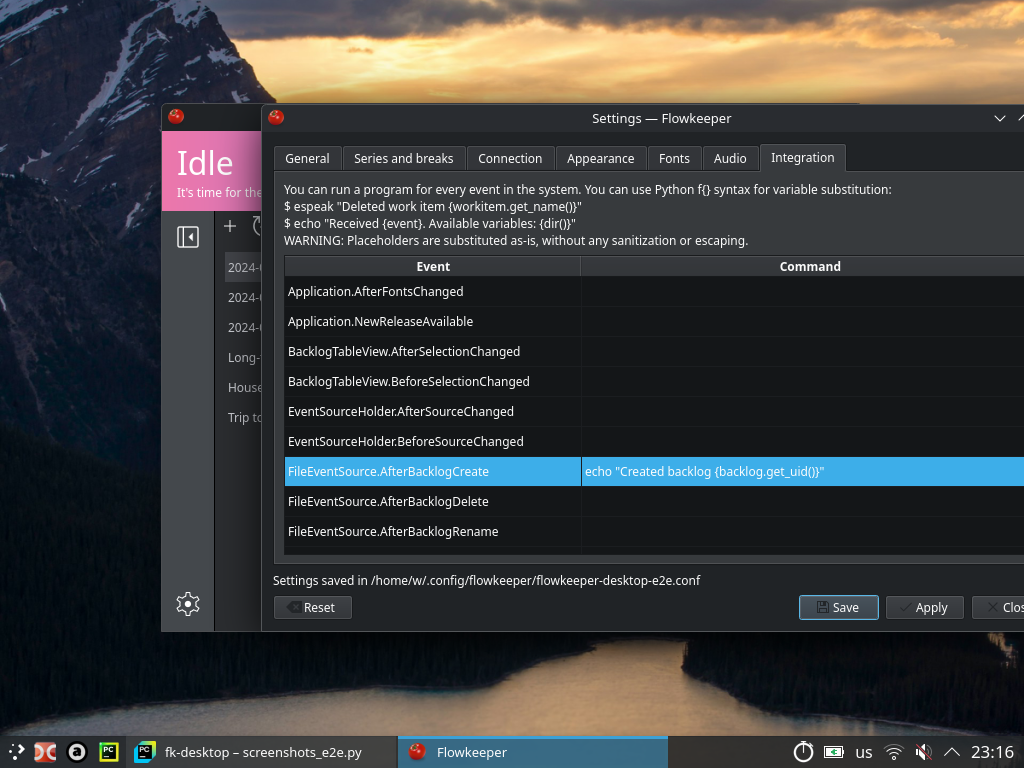 Settings — Flowkeeper
Idle
It's time for the
General
Series and breaks
Connection
Appearance
Fonts
Audio
Integration
You can run a program for every event in the system. You can use Python f{} syntax for variable substitution:
$ espeak "Deleted work item {workitem.get_name()}"
$ echo "Received {event}. Available variables: {dir()}"
WARNING: Placeholders are substituted as-is, without any sanitization or escaping.
Event
Command
Application.AfterFontsChanged
Application.NewReleaseAvailable
BacklogTableView.AfterSelectionChanged
BacklogTableView.BeforeSelectionChanged
EventSourceHolder.AfterSourceChanged
EventSourceHolder.BeforeSourceChanged
FileEventSource.AfterBacklogCreate
echo "Created backlog {backlog.get_uid()}"
FileEventSource.AfterBacklogDelete
FileEventSource.AfterBacklogRename
2024-
2024-
2024-
Long-
House
Trip to
Settings saved in /home/w/.config/flowkeeper/flowkeeper-desktop-e2e.conf
Reset
Save
Apply
Clos
a
PC
PC
fk-desktop – screenshots_e2e.py
Flowkeeper
us
23:16